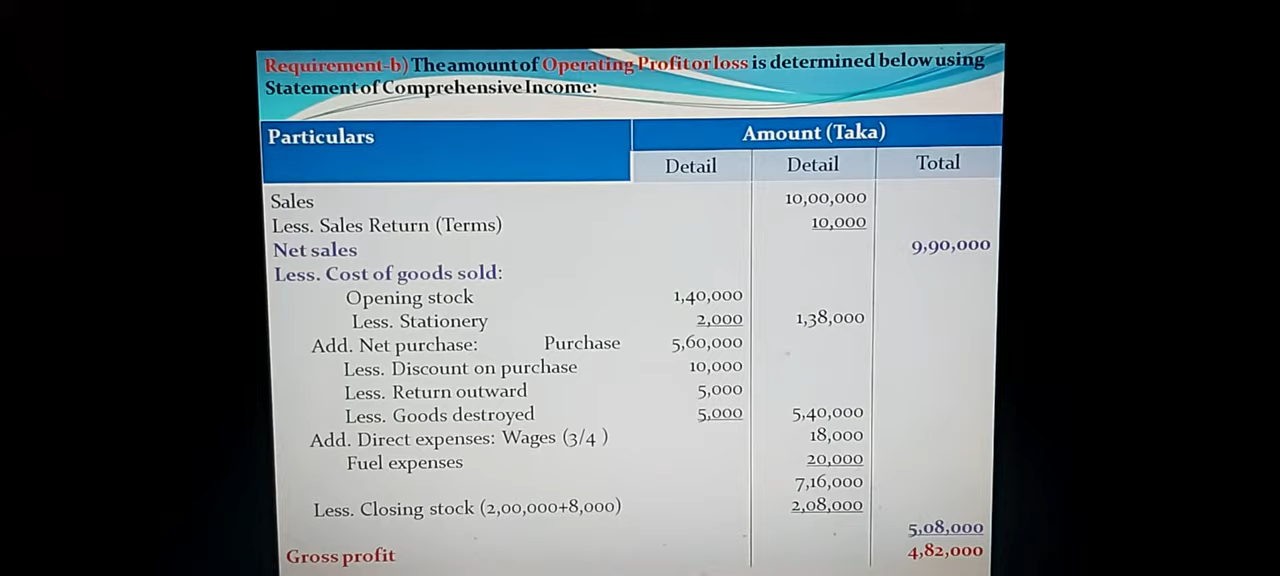 Requirement-b) The amount of Operating Profit or loss is determined below using
Statement of Comprehensive Income:
Particulars Amount (Taka)
Detail Detail Total
Sales 10,00,000
Less. Sales Return (Terms) 10,000
Net sales 9,90,000
Less. Cost of goods sold:
Opening stock 1,40,000
Less. Stationery 2,000 1,38,000
Add. Net purchase: Purchase 5,60,000
Less. Discount on purchase 10,000
Less. Return outward 5,000
Less. Goods destroyed 5,000 5,40,000
Add. Direct expenses: Wages (3/4 ) 18,000
Fuel expenses 20,000
7,16,000
Less. Closing stock (2,00,000+8,000) 2,08,000
5,08,000
Gross profit 4,82,000